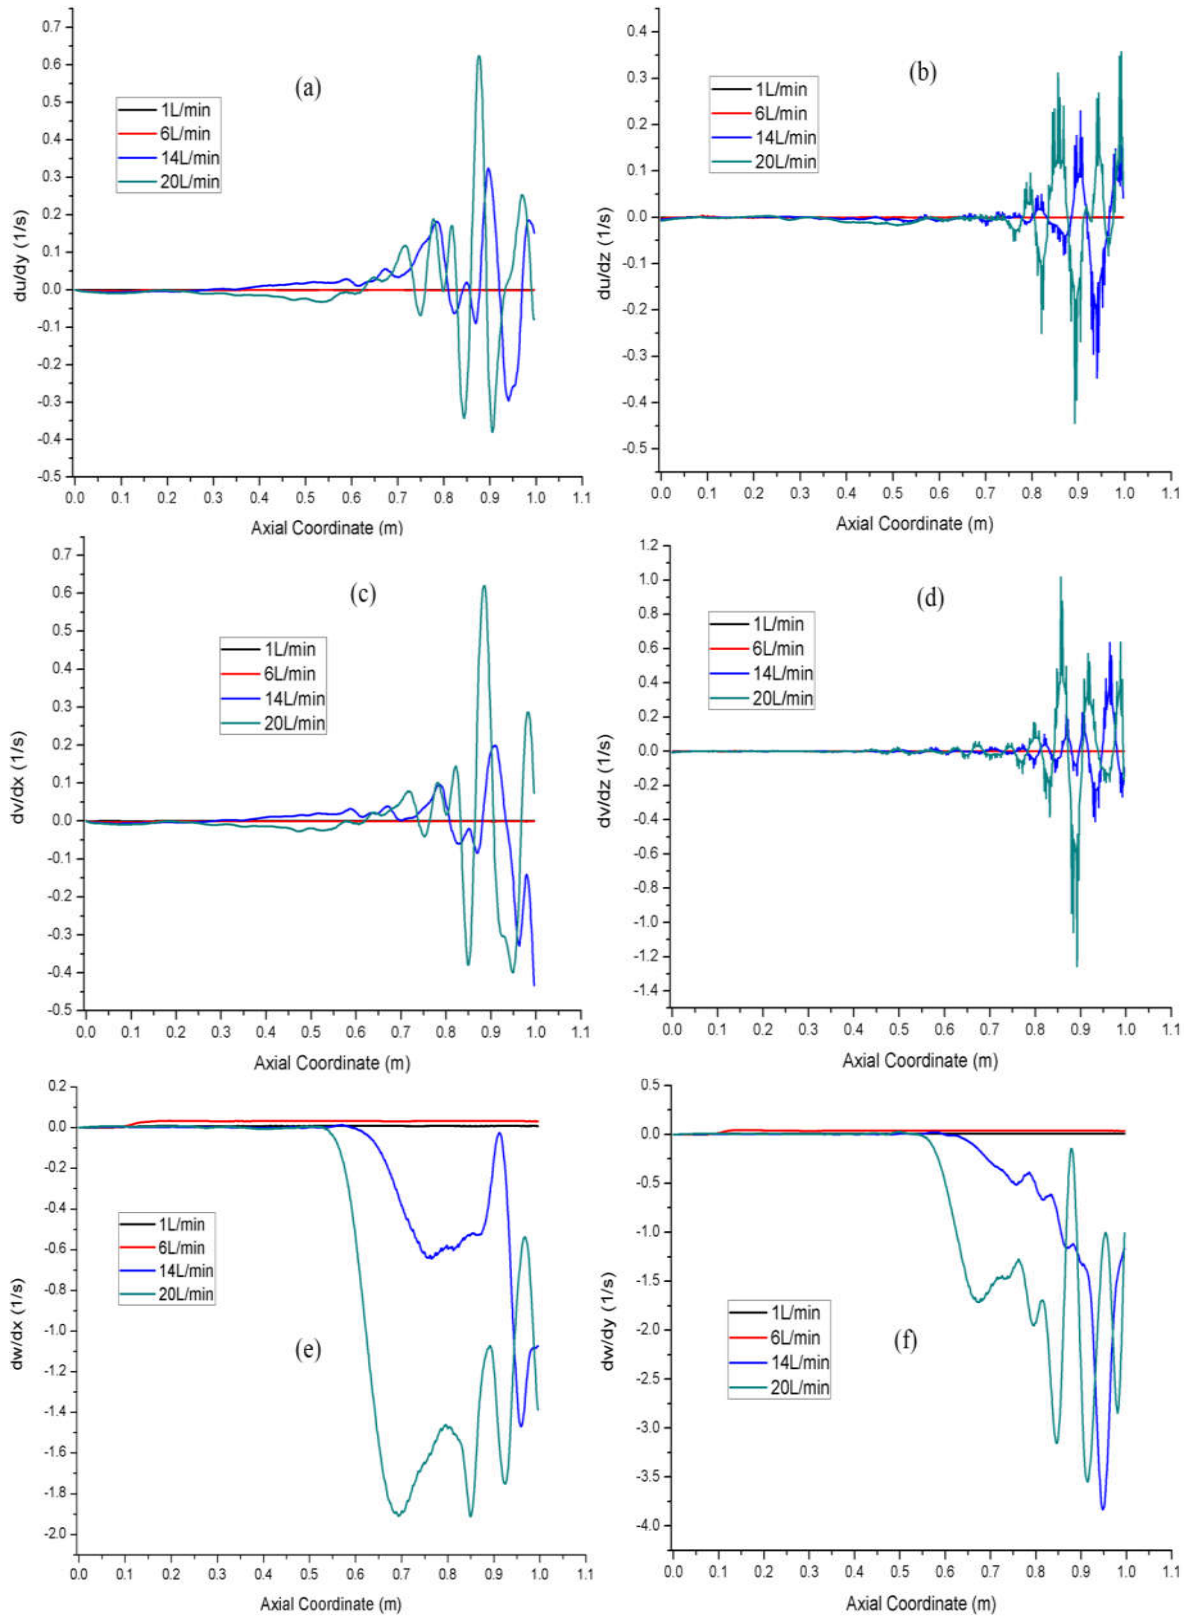 (a)
1L/min
6L/min
14L/min
20L/min
du/dy (1/s)
0.7
0.6
0.5
0.4
0.3
0.2
0.1
0.0
-0.1
-0.2
-0.3
-0.4
-0.5
0.0 0.1 0.2 0.3 0.4 0.5 0.6 0.7 0.8 0.9 1.0 1.1
Axial Coordinate (m)
(b)
1L/min
6L/min
14L/min
20L/min
du/dz (1/s)
0.4
0.3
0.2
0.1
0.0
-0.1
-0.2
-0.3
-0.4
-0.5
0.0 0.1 0.2 0.3 0.4 0.5 0.6 0.7 0.8 0.9 1.0 1.1
Axial Coordinate (m)
(c)
1L/min
6L/min
14L/min
20L/min
dv/dx (1/s)
0.7
0.6
0.5
0.4
0.3
0.2
0.1
0.0
-0.1
-0.2
-0.3
-0.4
-0.5
0.0 0.1 0.2 0.3 0.4 0.5 0.6 0.7 0.8 0.9 1.0 1.1
Axial Coordinate (m)
(d)
1L/min
6L/min
14L/min
20L/min
dv/dz (1/s)
1.2
1.0
0.8
0.6
0.4
0.2
0.0
-0.2
-0.4
-0.6
-0.8
-1.0
-1.2
-1.4
0.0 0.1 0.2 0.3 0.4 0.5 0.6 0.7 0.8 0.9 1.0 1.1
Axial Coordinate (m)
(e)
1L/min
6L/min
14L/min
20L/min
dw/dx (1/s)
0.2
0.0
-0.2
-0.4
-0.6
-0.8
-1.0
-1.2
-1.4
-1.6
-1.8
-2.0
0.0 0.1 0.2 0.3 0.4 0.5 0.6 0.7 0.8 0.9 1.0 1.1
Axial Coordinate (m)
(f)
1L/min
6L/min
14L/min
20L/min
dw/dy (1/s)
0.5
0.0
-0.5
-1.0
-1.5
-2.0
-2.5
-3.0
-3.5
-4.0
0.0 0.1 0.2 0.3 0.4 0.5 0.6 0.7 0.8 0.9 1.0 1.1
Axial Coordinate (m)